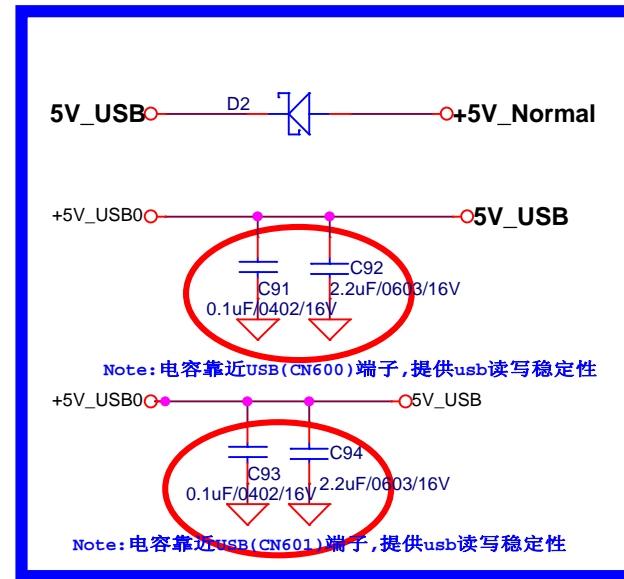 5V_USB D2 +5V_Normal
+5V_USB0 5V_USB
C91 C92
0.1uF/0402/16V 2.2uF/0603/16V
Note:电容靠近USB(CN600)端子,提供usb读写稳定性
+5V_USB0 5V_USB
C93 C94
0.1uF/0402/16V 2.2uF/0603/16V
Note:电容靠近USB(CN601)端子,提供usb读写稳定性